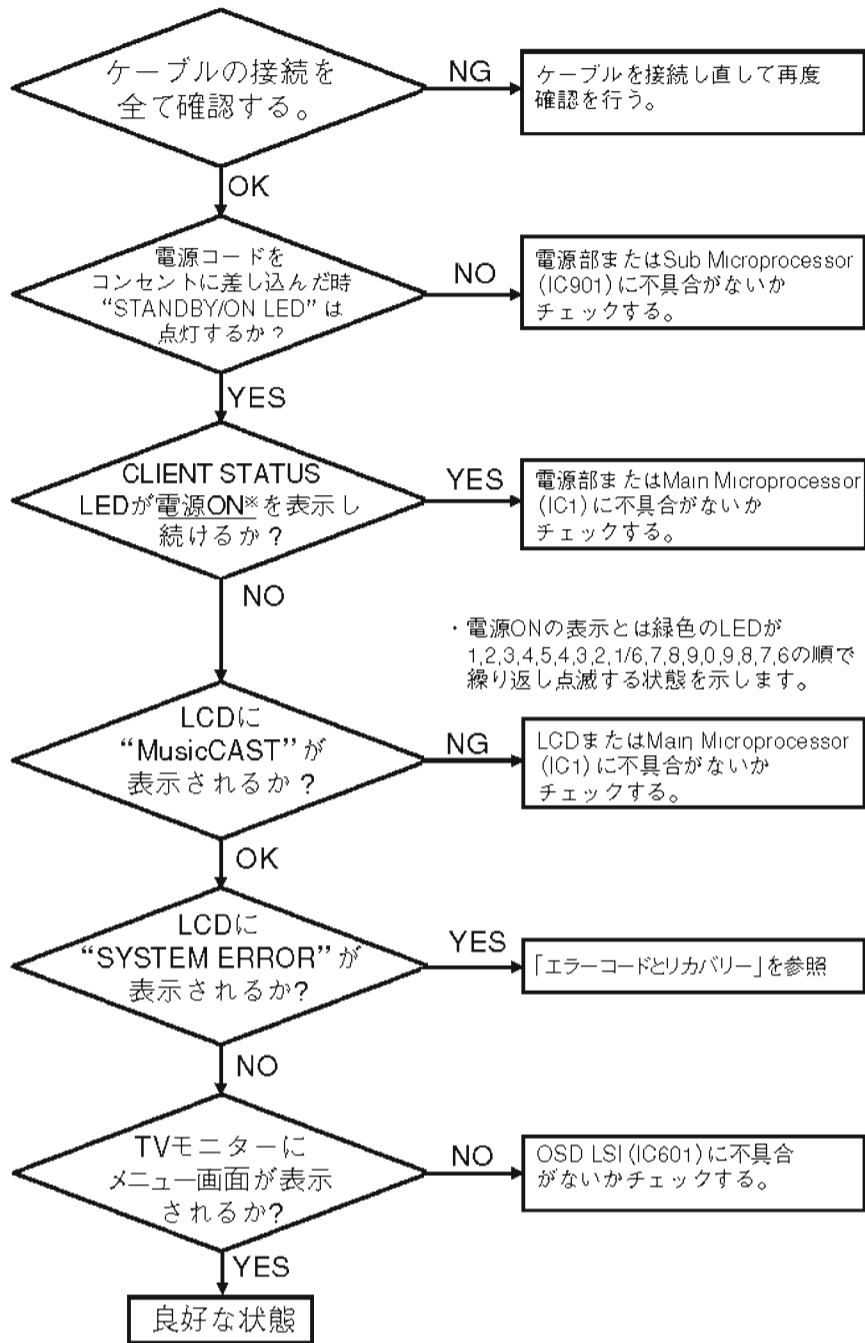 ケーブルの接続を
全て確認する。
NG
ケーブルを接続し直して再度
確認を行う。
OK
電源コードを
コンセントに差し込んだ時
“STANDBY/ON LED”は
点灯するか？
NO
電源部またはSub Microprocessor
(IC901)に不具合がないか
チェックする。
YES
CLIENT STATUS
LEDが電源ON※を表示し
続けるか？
YES
電源部またはMain Microprocessor
(IC1)に不具合がないか
チェックする。
NO
・電源ONの表示とは緑色のLEDが
1,2,3,4,5,4,3,2,1/6,7,8,9,0,9,8,7,6の順で
繰り返し点滅する状態を示します。
LCDに
“MusicCAST”が
表示されるか？
NG
LCDまたはMain Microprocessor
(IC1)に不具合がないか
チェックする。
OK
LCDに
“SYSTEM ERROR”が
表示されるか?
YES
「エラーコードとリカバリー」を参照
NO
TVモニターに
メニュー画面が表示
されるか?
NO
OSD LSI (IC601)に不具合
がないかチェックする。
YES
良好な状態